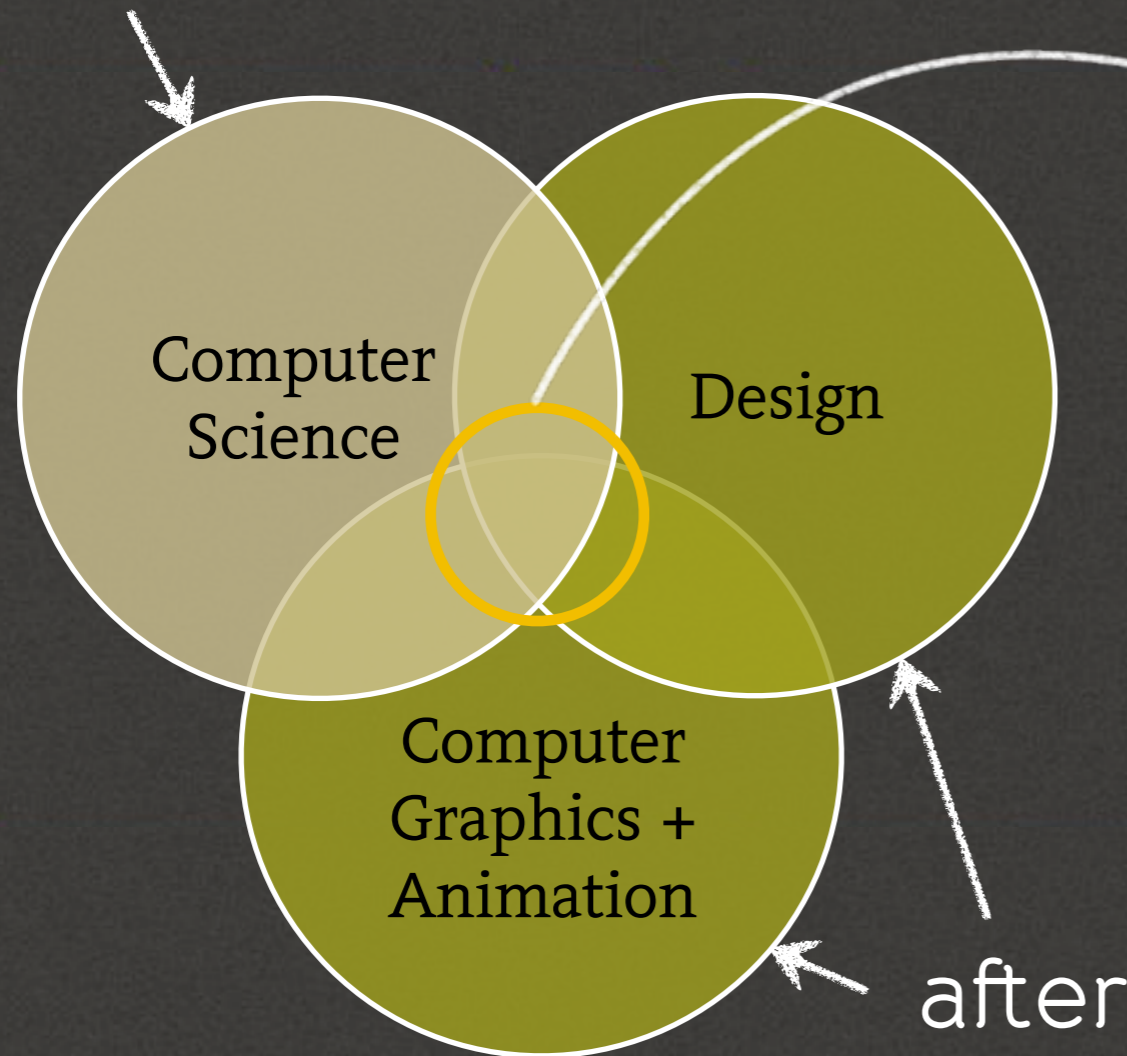 Computer
Science
Design
Computer
Graphics +
Animation
after